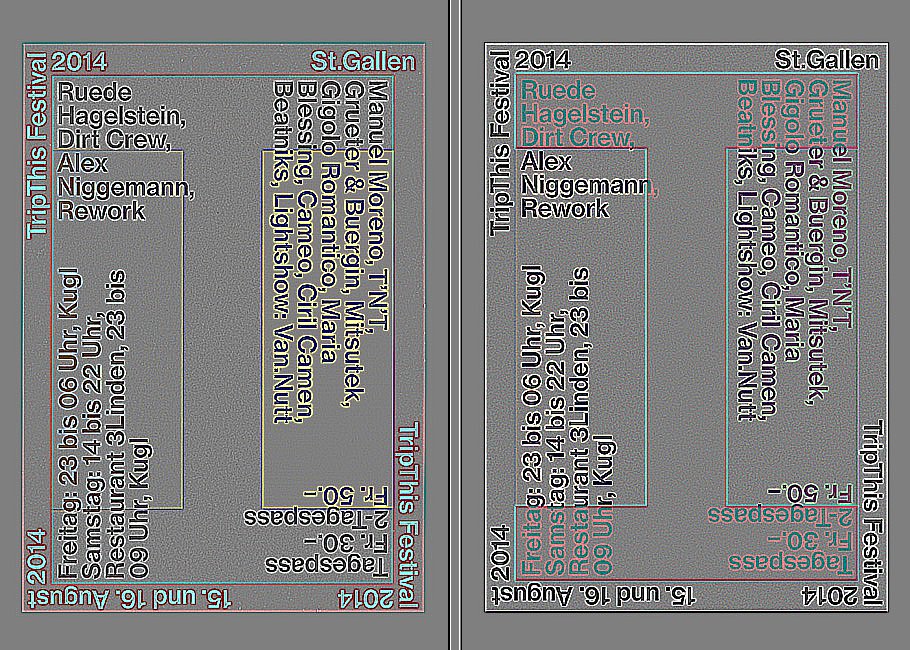 2014
St.Gallen
TripThis Festival
Ruede
Hagelstein,
Dirt Crew,
Alex
Niggemann,
Rework
Manuel Moreno, T'N'T,
Grueter & Buergin, Mitsutek,
Gigolo Romantico, Maria
Blessing, Cameo, Ciril Camen,
Beatniks, Lightshow: Van.Nutt
Freitag: 23 bis 06 Uhr, Kugl
Samstag: 14 bis 22 Uhr,
Restaurant 3Linden, 23 bis
09 Uhr, Kugl
Tagespass
Fr. 30.–
2-Tagespass
Fr. 50.–
TripThis Festival
2014
15. und 16. August
2014
2014
St.Gallen
TripThis Festival
Ruede
Hagelstein,
Dirt Crew,
Alex
Niggemann,
Rework
Manuel Moreno, T'N'T,
Grueter & Buergin, Mitsutek,
Gigolo Romantico, Maria
Blessing, Cameo, Ciril Camen,
Beatniks, Lightshow: Van.Nutt
Freitag: 23 bis 06 Uhr, Kugl
Samstag: 14 bis 22 Uhr,
Restaurant 3Linden, 23 bis
09 Uhr, Kugl
Tagespass
Fr. 30.–
2-Tagespass
Fr. 50.–
TripThis Festival
2014
15. und 16. August
2014